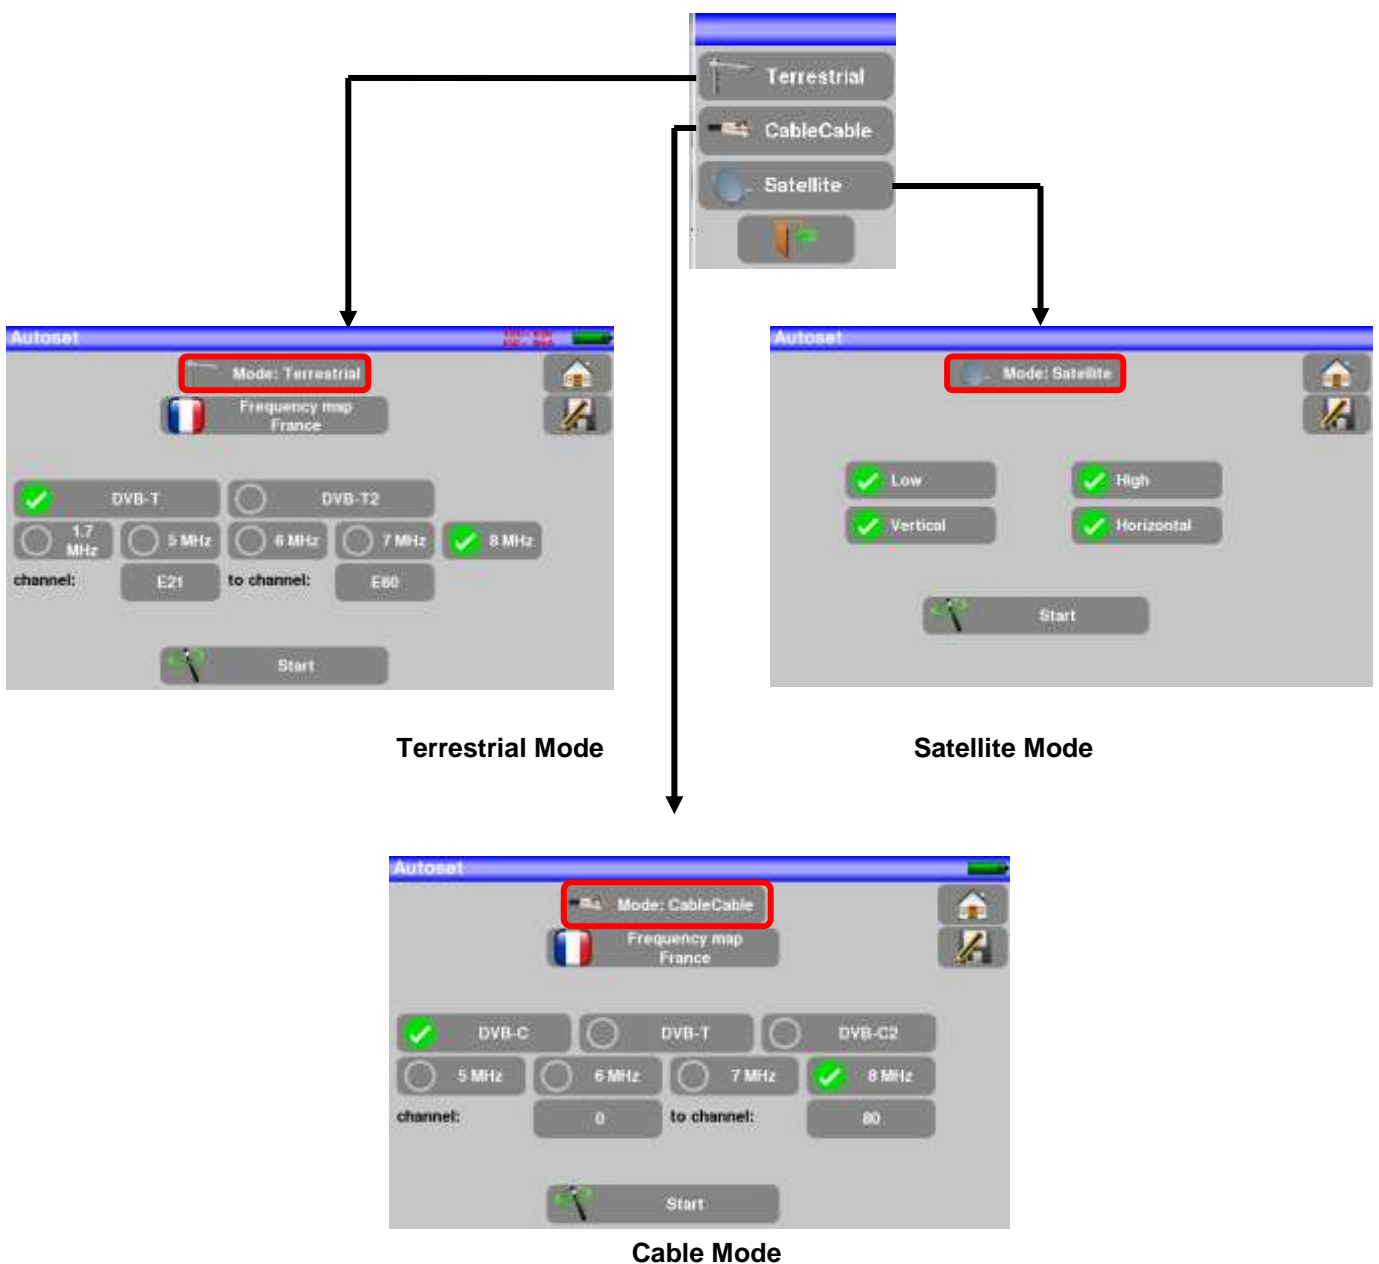 Terrestrial
CableCable
Satellite
Autoset
Mode: Terrestrial
Frequency map
France
DVB-T
DVB-T2
1.7
MHz
5 MHz
6 MHz
7 MHz
8 MHz
channel:
E21
to channel:
E60
Start
Terrestrial Mode
Autoset
Mode: Satellite
Low
High
Vertical
Horizontal
Start
Satellite Mode
Autoset
Mode: CableCable
Frequency map
France
DVB-C
DVB-T
DVB-C2
5 MHz
6 MHz
7 MHz
8 MHz
channel:
0
to channel:
80
Start
Cable Mode